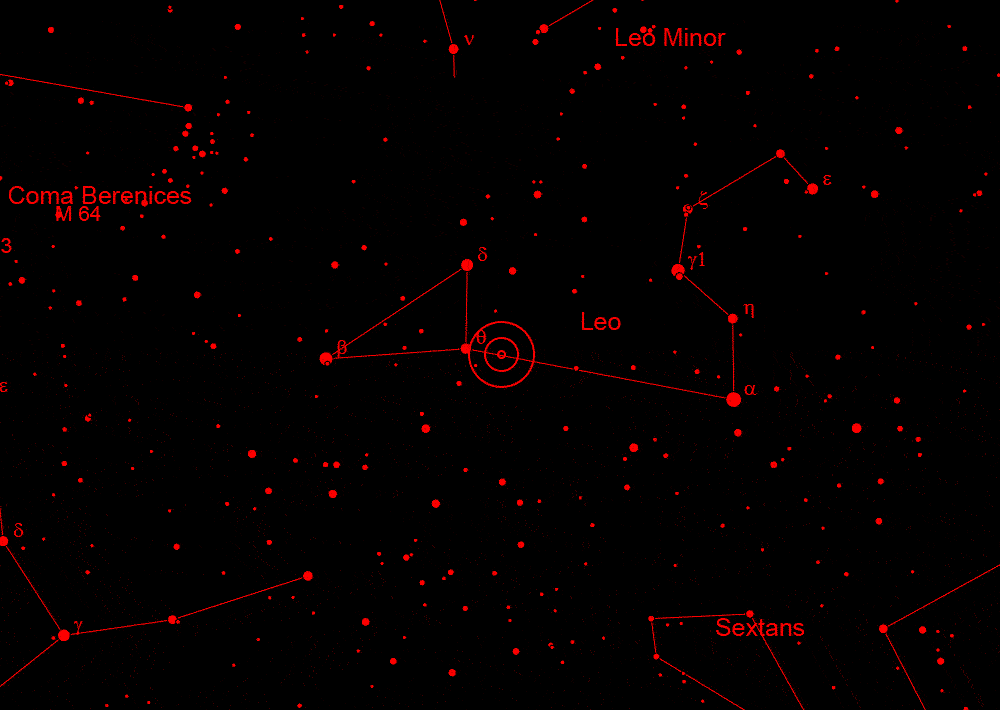 ν
Leo Minor
ε
Coma Berenices
M 64
ζ
3
δ
γ1
η
Leo
θ
β
ε
α
δ
γ
Sextans